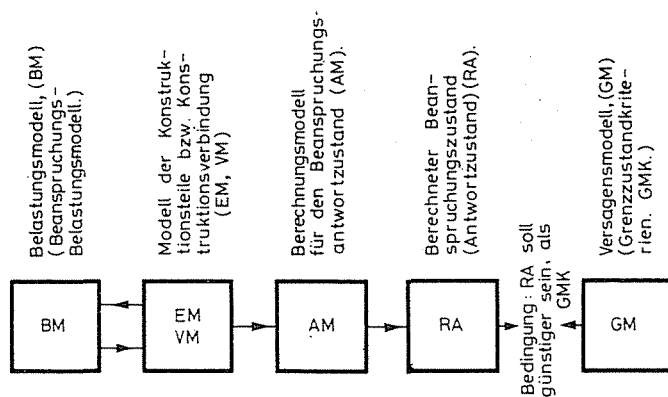 Belastungsmodell, (BM)
(Beanspruchungs-
Belastungsmodell.)
BM
Modell der Konstruk-
tionsteile bzw. Kons-
truktionsverbindung
(EM, VM)
EM
VM
Berechnungsmodell
für den Beanspruchungs-
antwortzustand (AM).
AM
Berechneter Bean-
spruchungszustand
(Antwortzustand) (RA).
RA
Bedingung: RA soll
günstiger sein, als
GMK
Versagensmodell, (GM)
(Grenzzustandkrite-
rien. GMK.)
GM